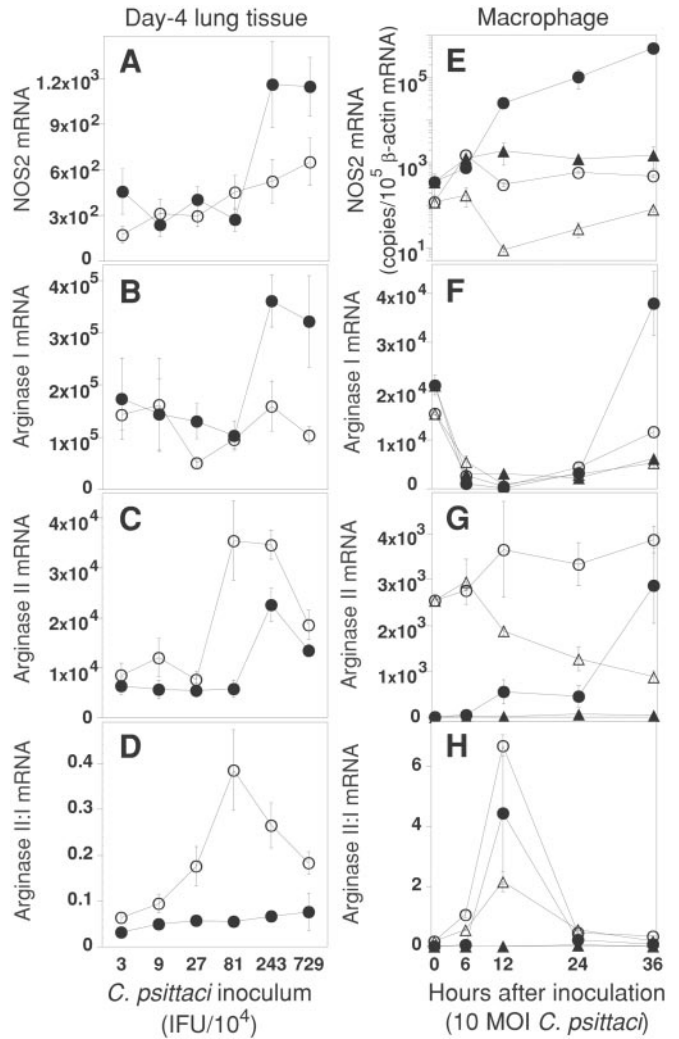 Day-4 lung tissue
A
NOS2 mRNA
1.2x10³
9x10²
6x10²
3x10²
0
B
Arginase I mRNA
4x10⁵
3x10⁵
2x10⁵
1x10⁵
0
C
Arginase II mRNA
4x10⁴
3x10⁴
2x10⁴
1x10⁴
0
D
Arginase II:I mRNA
0.4
0.3
0.2
0.1
0
3 9 27 81 243 729
C. psittaci inoculum
(IFU/10⁴)
Macrophage
E
NOS2 mRNA
(copies/10⁵ β-actin mRNA)
10⁵
10³
10¹
F
Arginase I mRNA
4x10⁴
3x10⁴
2x10⁴
1x10⁴
0
G
Arginase II mRNA
4x10³
3x10³
2x10³
1x10³
0
H
Arginase II:I mRNA
6
4
2
0
0 6 12 24 36
Hours after inoculation
(10 MOI C. psittaci)